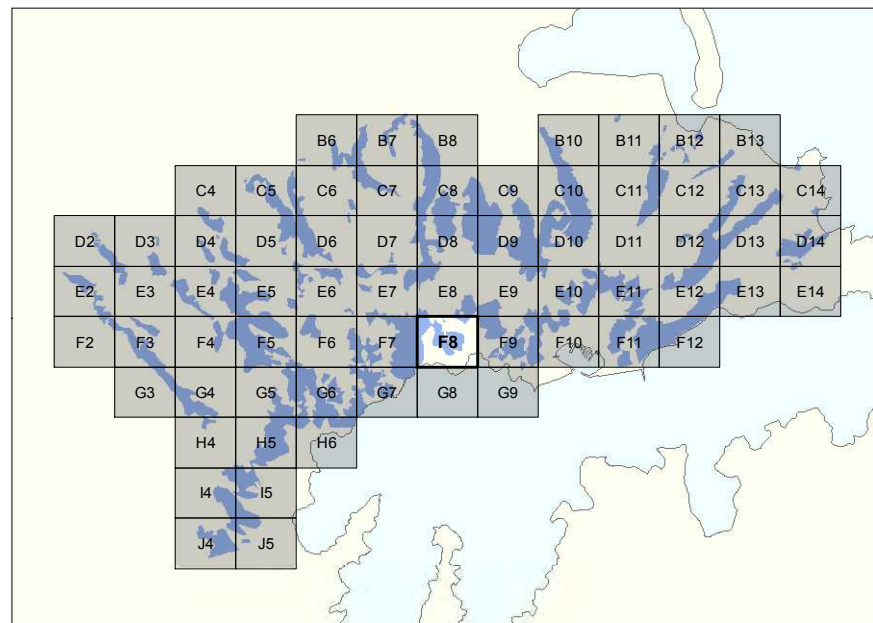 B6 B7 B8 B10 B11 B12 B13
C4 C5 C6 C7 C8 C9 C10 C11 C12 C13 C14
D2 D3 D4 D5 D6 D7 D8 D9 D10 D11 D12 D13 D14
E2 E3 E4 E5 E6 E7 E8 E9 E10 E11 E12 E13 E14
F2 F3 F4 F5 F6 F7 F8 F9 F10 F11 F12
G3 G4 G5 G6 G7 G8 G9
H4 H5 H6
I4 I5
J4 J5